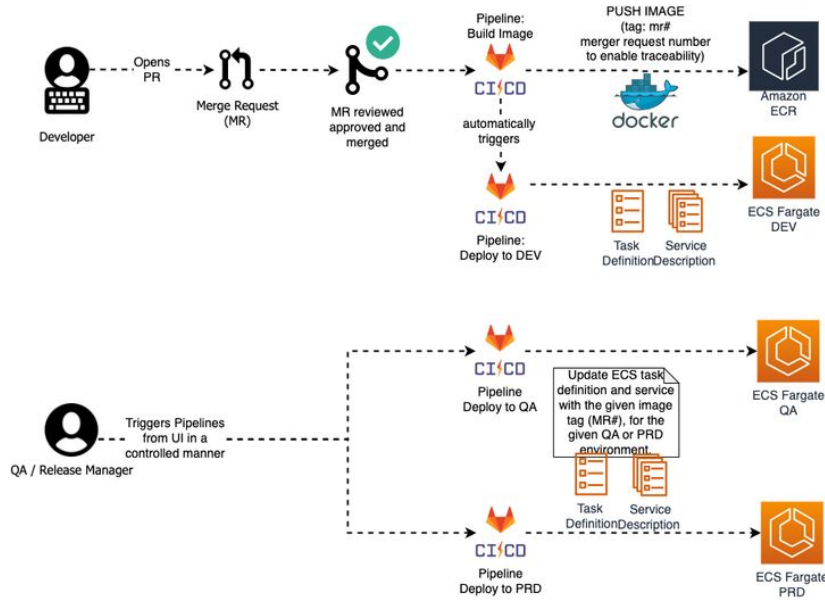 Pipeline:
Build Image
PUSH IMAGE
(tag: mr#
merger request number
to enable traceability)
Opens
PR
CI/CD
docker
Amazon
ECR
Developer
Merge Request
(MR)
MR reviewed
approved and
merged
automatically
triggers
CI/CD
Pipeline:
Deploy to DEV
Task
Definition
Service
Description
ECS Fargate
DEV
CI/CD
Pipeline
Deploy to QA
Update ECS task
definition and service
with the given image
tag (MR#), for the
given QA or PRD
environment.
ECS Fargate
QA
Triggers Pipelines
from UI in a
controlled manner
QA / Release Manager
Task
Definition
Service
Description
CI/CD
Pipeline
Deploy to PRD
ECS Fargate
PRD